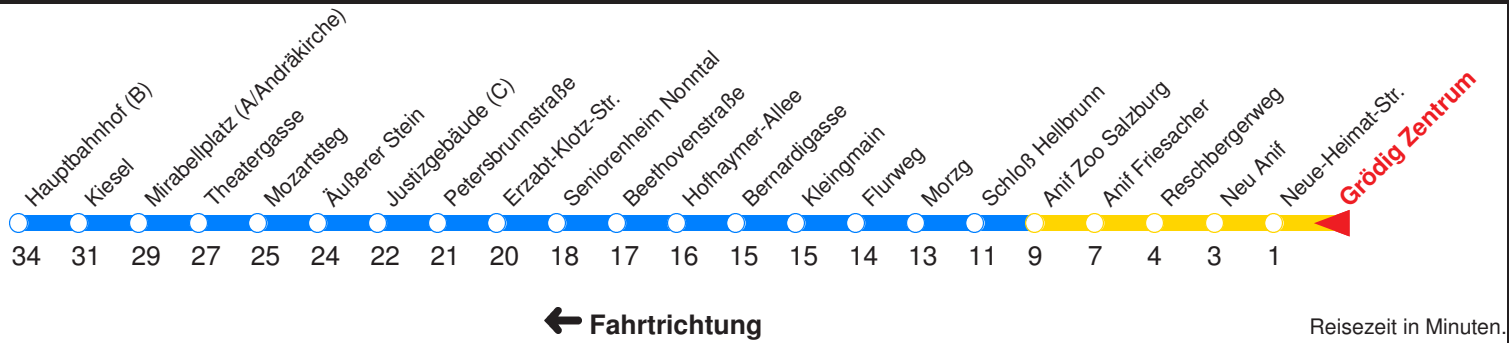 Hauptbahnhof (B)
Kiesel
Mirabellplatz (A/Andräkirche)
Theatergasse
Mozartsteg
Äußerer Stein
Justizgebäude (C)
Petersbrunnstraße
Erzabt-Klotz-Str.
Seniorenheim Nonntal
Beethovenstraße
Hofhaymer-Allee
Bernardigasse
Kleingmain
Flurweg
Morzg
Schloß Hellbrunn
Anif Zoo Salzburg
Anif Friesacher
Reschbergerweg
Neu Anif
Neue-Heimat-Str.
Grödig Zentrum
34 31 29 27 25 24 22 21 20 18 17 16 15 15 14 13 11 9 7 4 3 1
Fahrtrichtung
Reisezeit in Minuten.